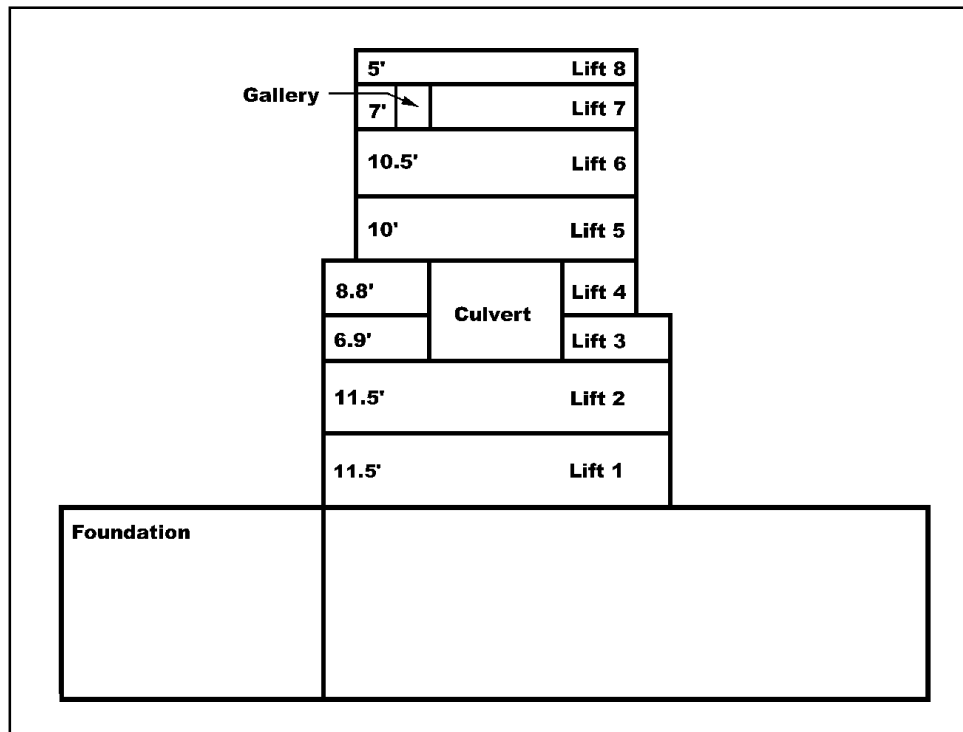 5' Lift 8
Gallery
7' Lift 7
10.5' Lift 6
10' Lift 5
8.8' Lift 4
Culvert
6.9' Lift 3
11.5' Lift 2
11.5' Lift 1
Foundation